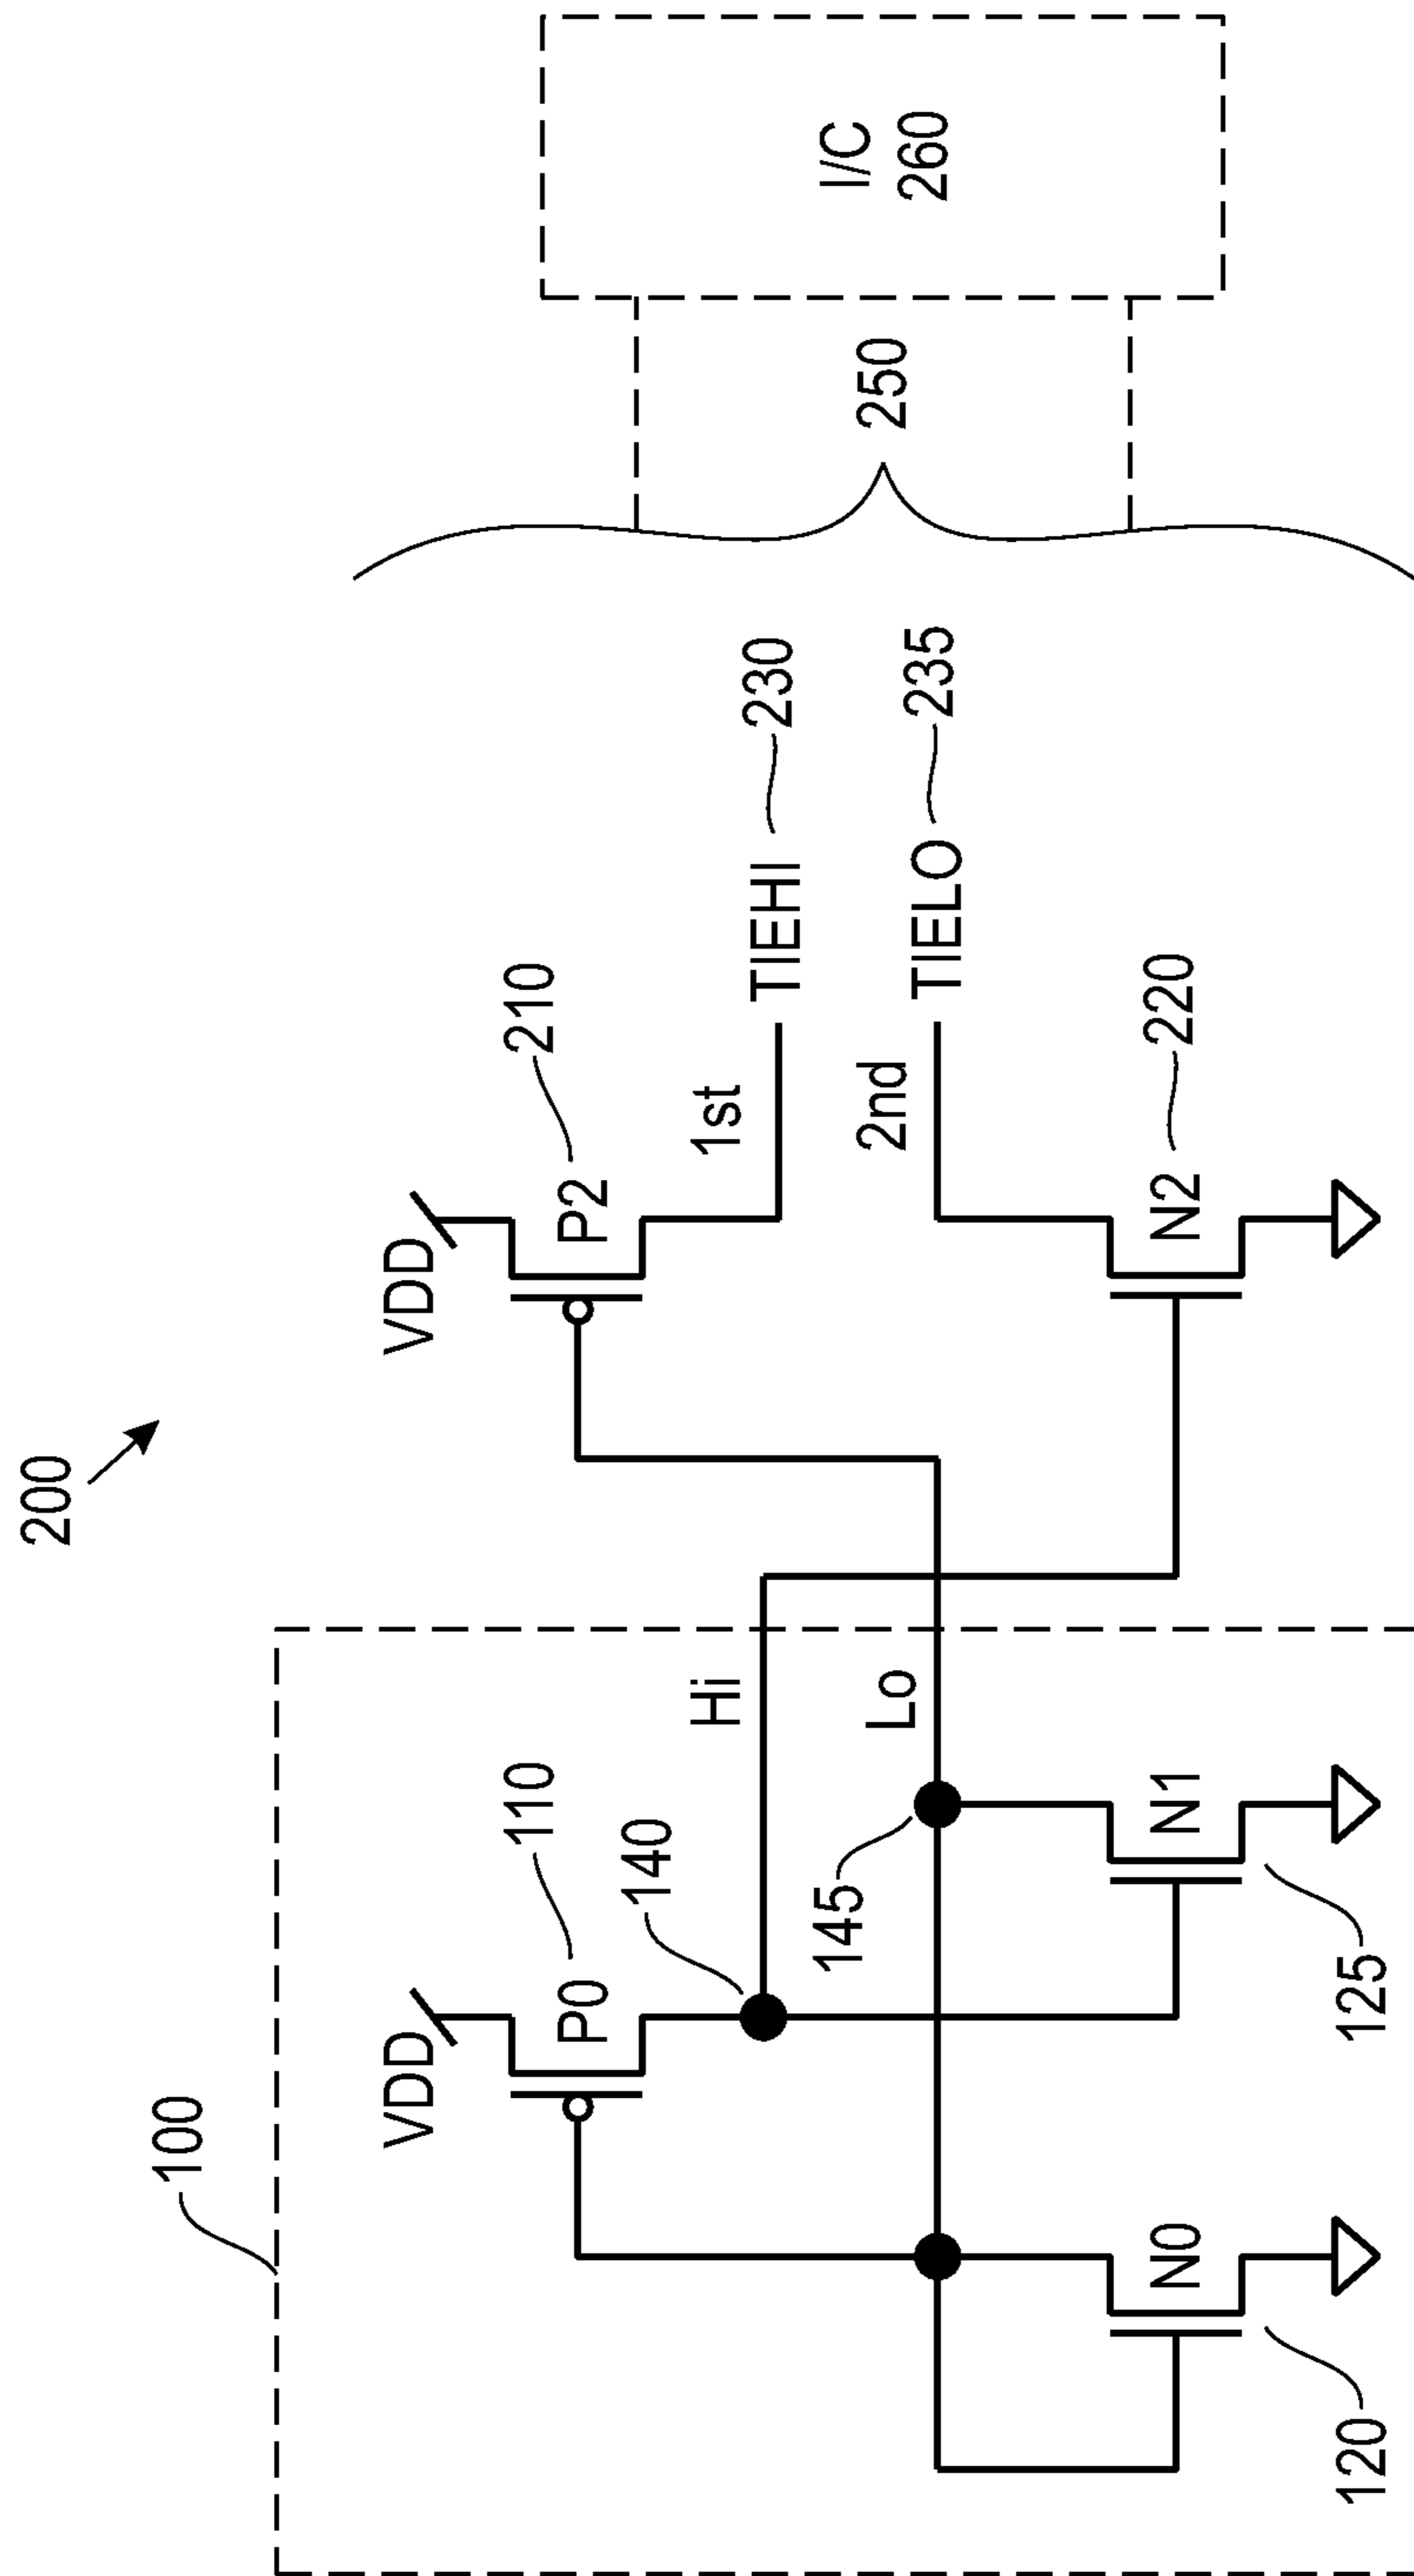 200
100
VDD
P0
110
140
Hi
145
Lo
N0
120
N1
125
VDD
P2
210
1st
TIEHI
230
2nd
TIELO
235
N2
220
250
I/C
260